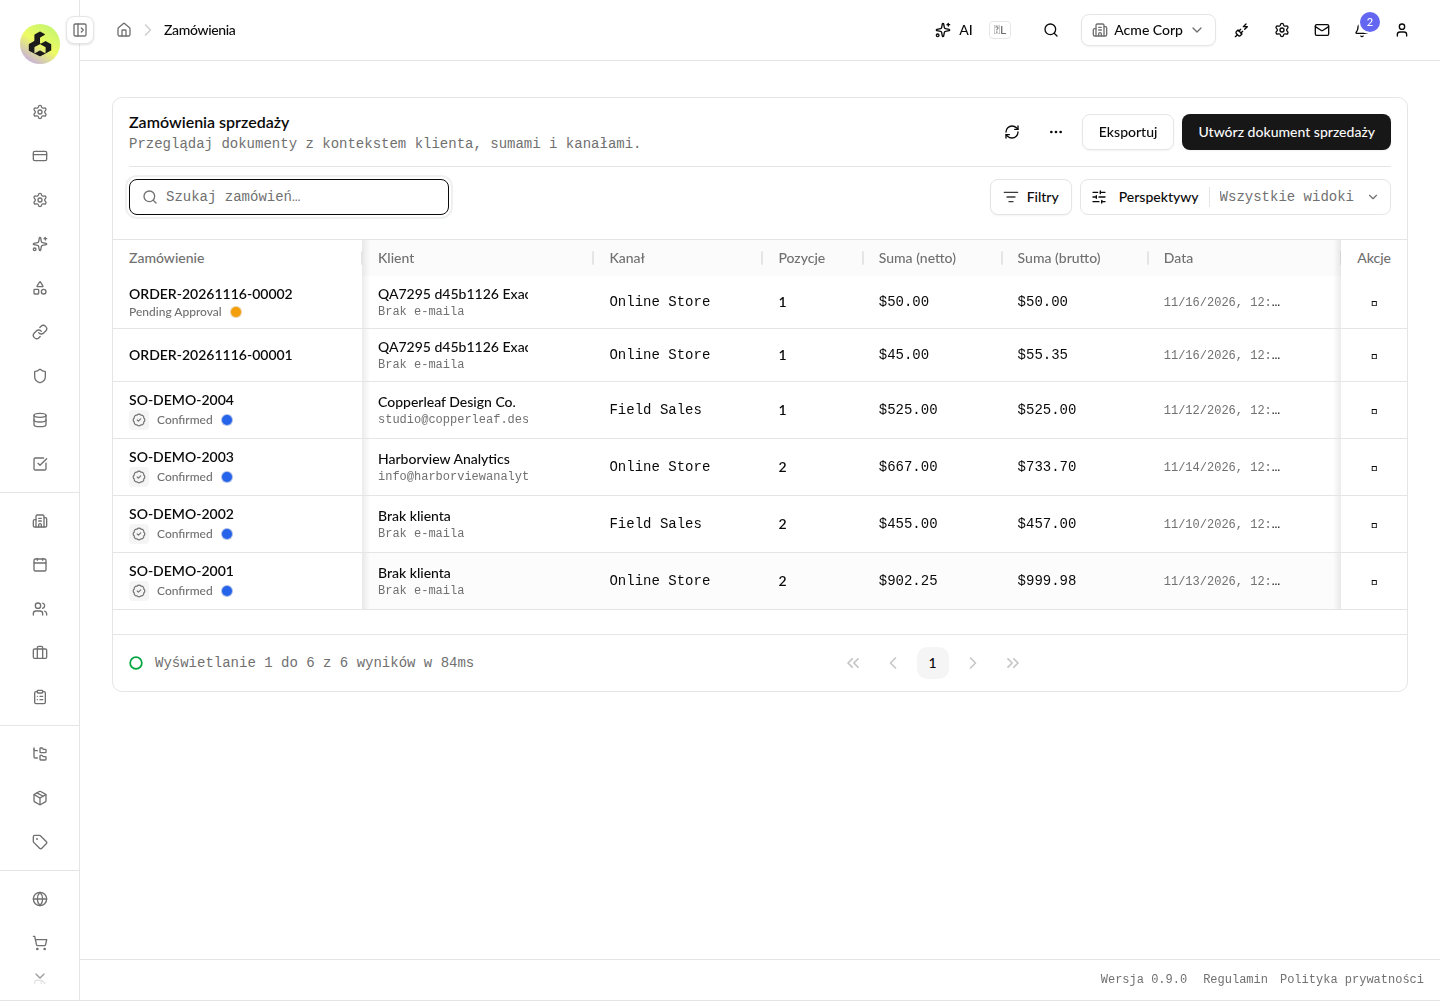 Zamówienia
AI
L
Acme Corp
2
Zamówienia sprzedaży
Przeglądaj dokumenty z kontekstem klienta, sumami i kanałami.
Eksportuj
Utwórz dokument sprzedaży
Szukaj zamówień…
Filtry
Perspektywy
Wszystkie widoki
Zamówienie Klient Kanał Pozycje Suma (netto) Suma (brutto) Data Akcje
ORDER-20261116-00002
Pending Approval
QA7295 d45b1126 Exac
Brak e-maila
Online Store 1 $50.00 $50.00 11/16/2026, 12:…
ORDER-20261116-00001
QA7295 d45b1126 Exac
Brak e-maila
Online Store 1 $45.00 $55.35 11/16/2026, 12:…
SO-DEMO-2004
Confirmed
Copperleaf Design Co.
studio@copperleaf.des
Field Sales 1 $525.00 $525.00 11/12/2026, 12:…
SO-DEMO-2003
Confirmed
Harborview Analytics
info@harborviewanalyt
Online Store 2 $667.00 $733.70 11/14/2026, 12:…
SO-DEMO-2002
Confirmed
Brak klienta
Brak e-maila
Field Sales 2 $455.00 $457.00 11/10/2026, 12:…
SO-DEMO-2001
Confirmed
Brak klienta
Brak e-maila
Online Store 2 $902.25 $999.98 11/13/2026, 12:…
Wyświetlanie 1 do 6 z 6 wyników w 84ms
1
Wersja 0.9.0 Regulamin Polityka prywatności